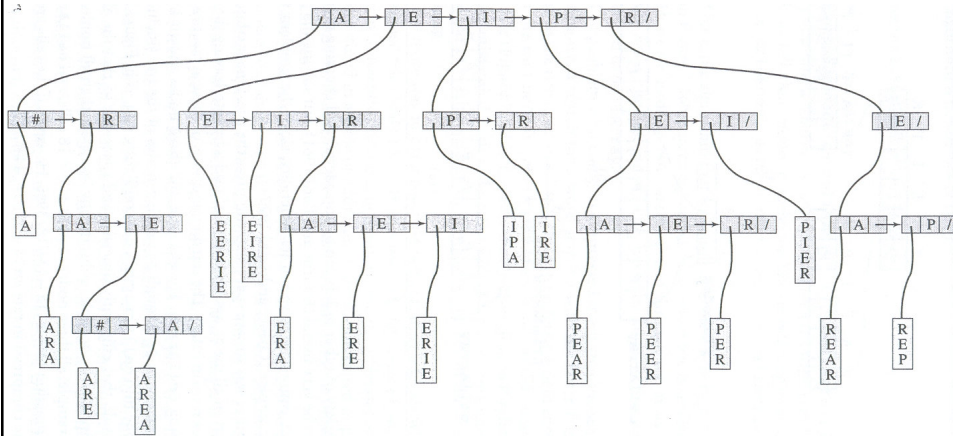 A E I P R /
# R E I R P R E I / E /
A A E EERIE EIRE A E I IPA IRE A E R / PIER A P /
ARA # A / ERA ERE ERIE PEAR PEER PER REAR REP
ARE AREA